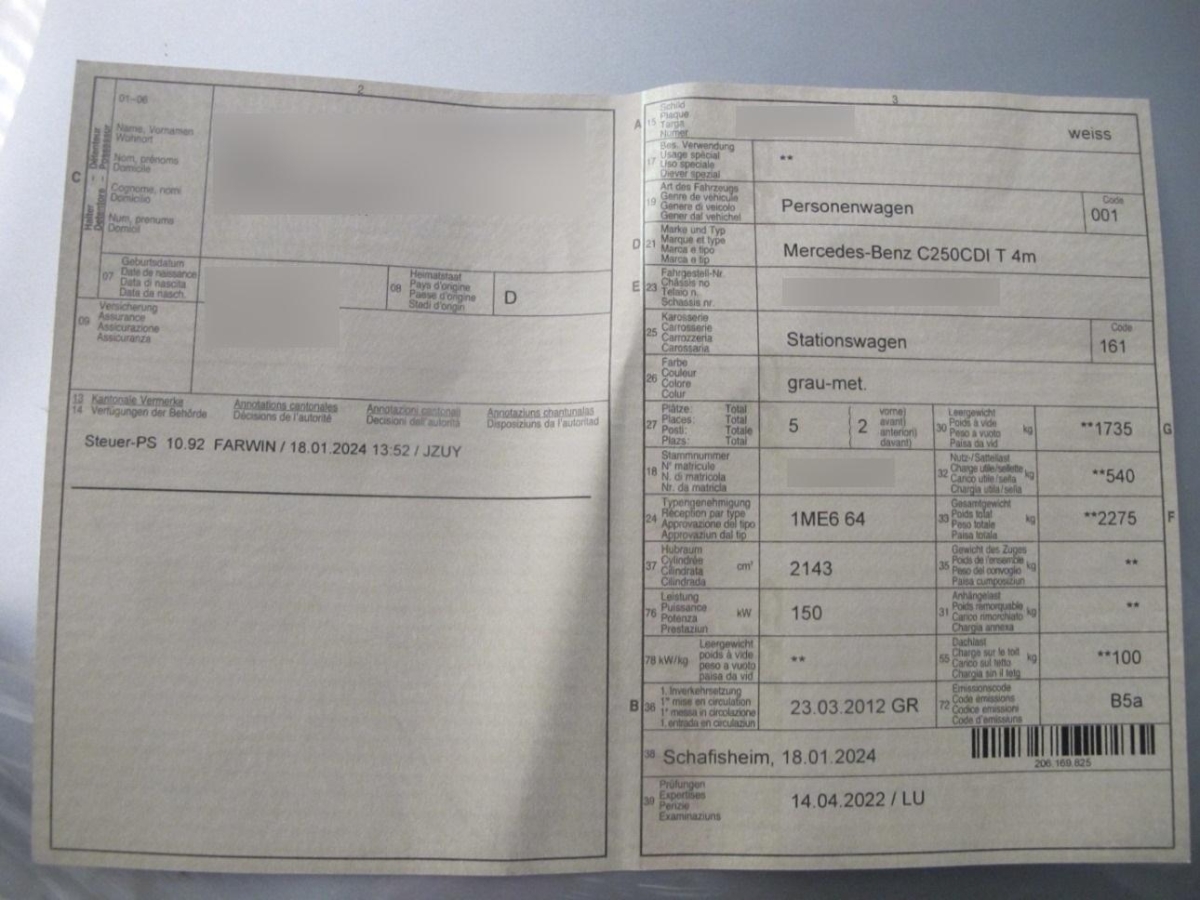 2
01–06
Name, Vornamen
Wohnort
Nom, prénoms
Domicile
Cognome, nomi
Domicilio
Num, prenums
Domicil
C
Halter Détenteur
Detentore Possessur
07
Geburtsdatum
Date de naissance
Data di nascita
Data da nasch.
08
Heimatstaat
Pays d'origine
Paese d'origine
Stadi d'origin
D
09
Versicherung
Assurance
Assicurazione
Assicuranza
13 Kantonale Vermerke
14 Verfügungen der Behörde
Annotations cantonales
Décisions de l'autorité
Annotazioni cantonali
Decisioni dell'autorità
Annotaziuns chantunalas
Disposiziuns da l'autoritad
Steuer-PS 10.92 FARWIN / 18.01.2024 13:52 / JZUY
3
A 15
Schild
Plaque
Targa
Numer
weiss
17
Bes. Verwendung
Usage spécial
Uso speciale
Diever spezial
**
19
Art des Fahrzeugs
Genre de véhicule
Genere di veicolo
Gener dal vehichel
Personenwagen
Code
001
D 21
Marke und Typ
Marque et type
Marca e tipo
Marca e tip
Mercedes-Benz C250CDI T 4m
E 23
Fahrgestell-Nr.
Châssis no
Telaio n.
Schassis nr.
25
Karosserie
Carrosserie
Carrozzeria
Carossaria
Stationswagen
Code
161
26
Farbe
Couleur
Colore
Colur
grau-met.
27
Plätze: Total
Places: Total
Posti: Totale
Plazs: Total
5
2
vorne)
avant)
anteriori)
davant)
30
Leergewicht
Poids à vide
Peso a vuoto
Paisa da vid
kg
**1735
G
18
Stammnummer
N° matricule
N. di matricola
Nr. da matricla
32
Nutz-/Sattellast
Charge utile/sellette
Carico utile/sella
Chargia utila/sella
kg
**540
24
Typengenehmigung
Réception par type
Approvazione del tipo
Approvaziun dal tip
1ME6 64
33
Gesamtgewicht
Poids total
Peso totale
Paisa totala
kg
**2275
F
37
Hubraum
Cylindrée
Cilindrata
Cilindrada
cm³
2143
35
Gewicht des Zuges
Poids de l'ensemble
Peso del convoglio
Paisa cumposiziun
kg
**
76
Leistung
Puissance
Potenza
Prestaziun
kW
150
31
Anhängelast
Poids remorquable
Carico rimorchiato
Chargia annexa
kg
**
78 kW/kg
Leergewicht
poids à vide
peso a vuoto
paisa da vid
**
55
Dachlast
Charge sur le toit
Carico sul tetto
Chargia sin il tetg
kg
**100
B 36
1. Inverkehrsetzung
1re mise en circulation
1a messa in circolazione
1. entrada en circulaziun
23.03.2012 GR
72
Emissionscode
Code émissions
Codice emissioni
Code d'emissiuns
B5a
38
Schafisheim, 18.01.2024
206.169.825
39
Prüfungen
Expertises
Perizie
Examinaziuns
14.04.2022 / LU